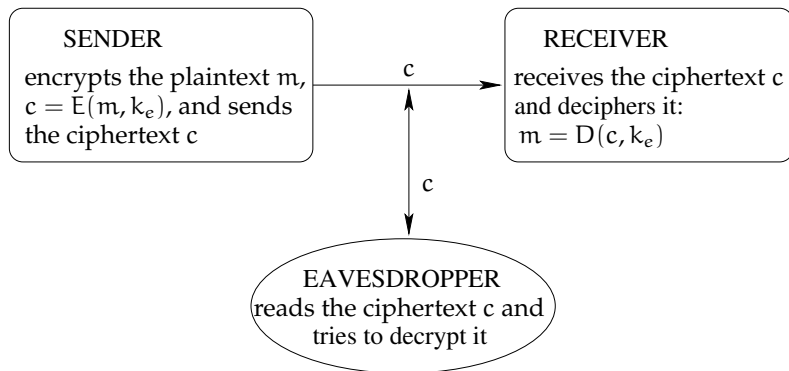 SENDER
encrypts the plaintext m,
c = E(m, kₑ), and sends
the ciphertext c
c
RECEIVER
receives the ciphertext c
and deciphers it:
m = D(c, kₑ)
c
EAVESDROPPER
reads the ciphertext c and
tries to decrypt it